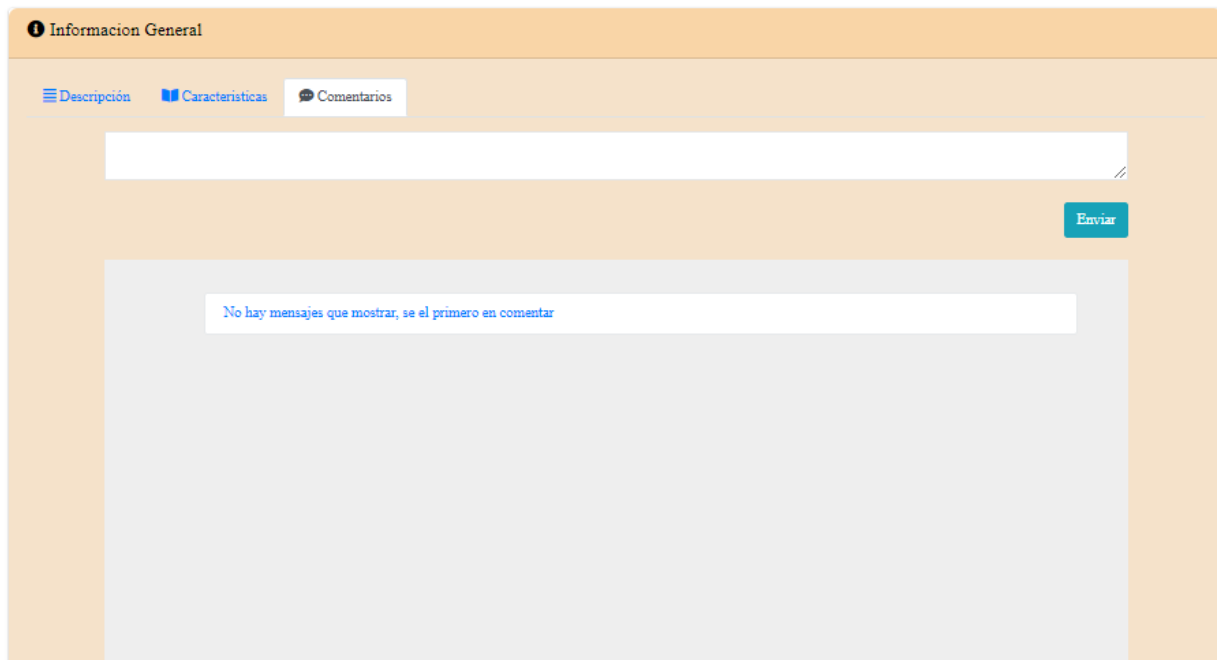 Informacion General
Descripción Caracteristicas Comentarios
Enviar
No hay mensajes que mostrar, se el primero en comentar